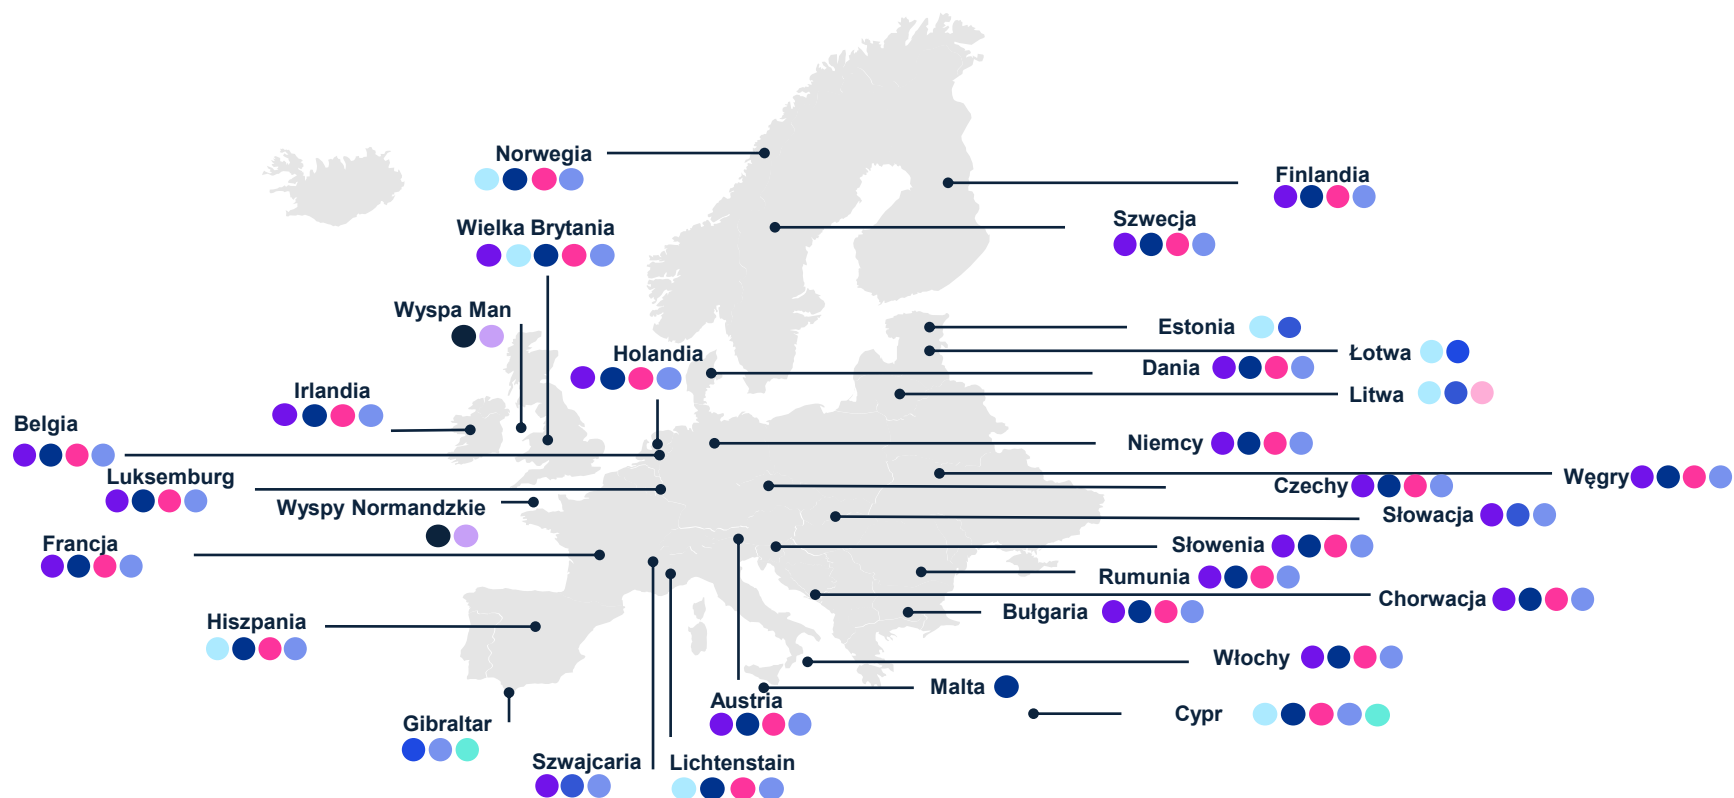 Norwegia
Finlandia
Szwecja
Wielka Brytania
Wyspa Man
Estonia
Holandia
Łotwa
Dania
Irlandia
Litwa
Belgia
Niemcy
Luksemburg
Węgry
Czechy
Wyspy Normandzkie
Słowacja
Francja
Słowenia
Rumunia
Chorwacja
Bułgaria
Hiszpania
Włochy
Malta
Austria
Cypr
Gibraltar
Szwajcaria
Lichtenstain